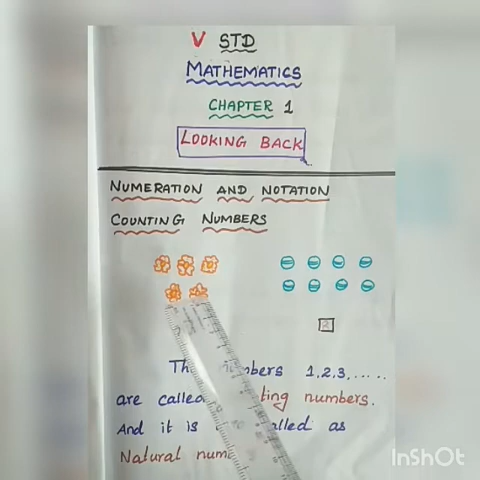 V STD
MATHEMATICS
CHAPTER 1
LOOKING BACK
NUMERATION AND NOTATION
COUNTING NUMBERS
1,2,3,.....
are called numbers.
And it is as
Natural
InShOt